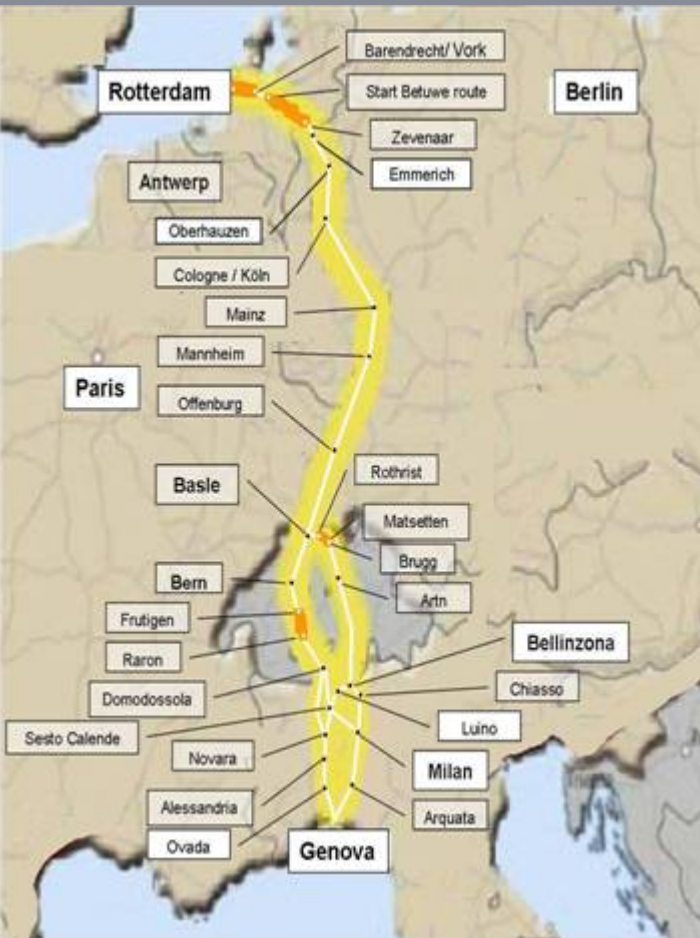 Barendrecht/ Vork
Rotterdam
Start Betuwe route
Berlin
Zevenaar
Emmerich
Antwerp
Oberhauzen
Cologne / Köln
Mainz
Mannheim
Paris
Offenburg
Rothrist
Basle
Matsetten
Brugg
Bern
Artn
Frutigen
Bellinzona
Raron
Chiasso
Domodossola
Luino
Sesto Calende
Novara
Milan
Alessandria
Arquata
Ovada
Genova